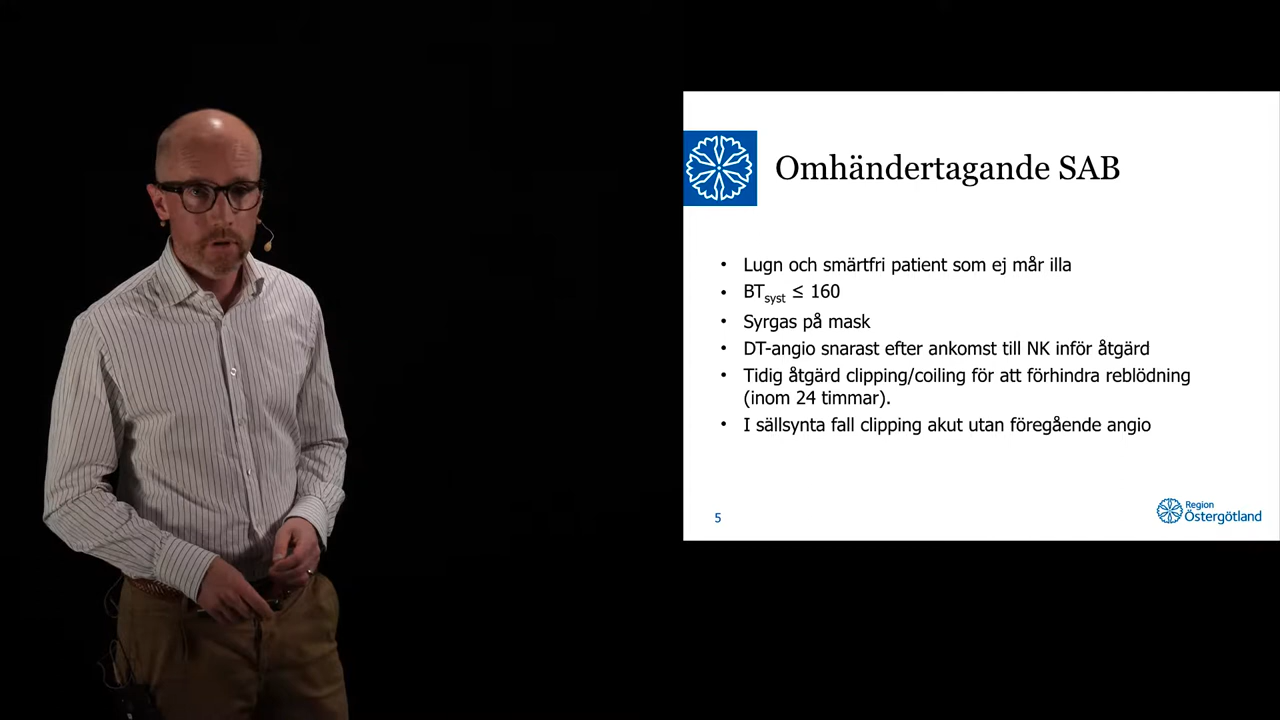 Omhändertagande SAB
• Lugn och smärtfri patient som ej mår illa
• BTsyst ≤ 160
• Syrgas på mask
• DT-angio snarast efter ankomst till NK inför åtgärd
• Tidig åtgärd clipping/coiling för att förhindra reblödning
(inom 24 timmar).
• I sällsynta fall clipping akut utan föregående angio
5
Region
Östergötland